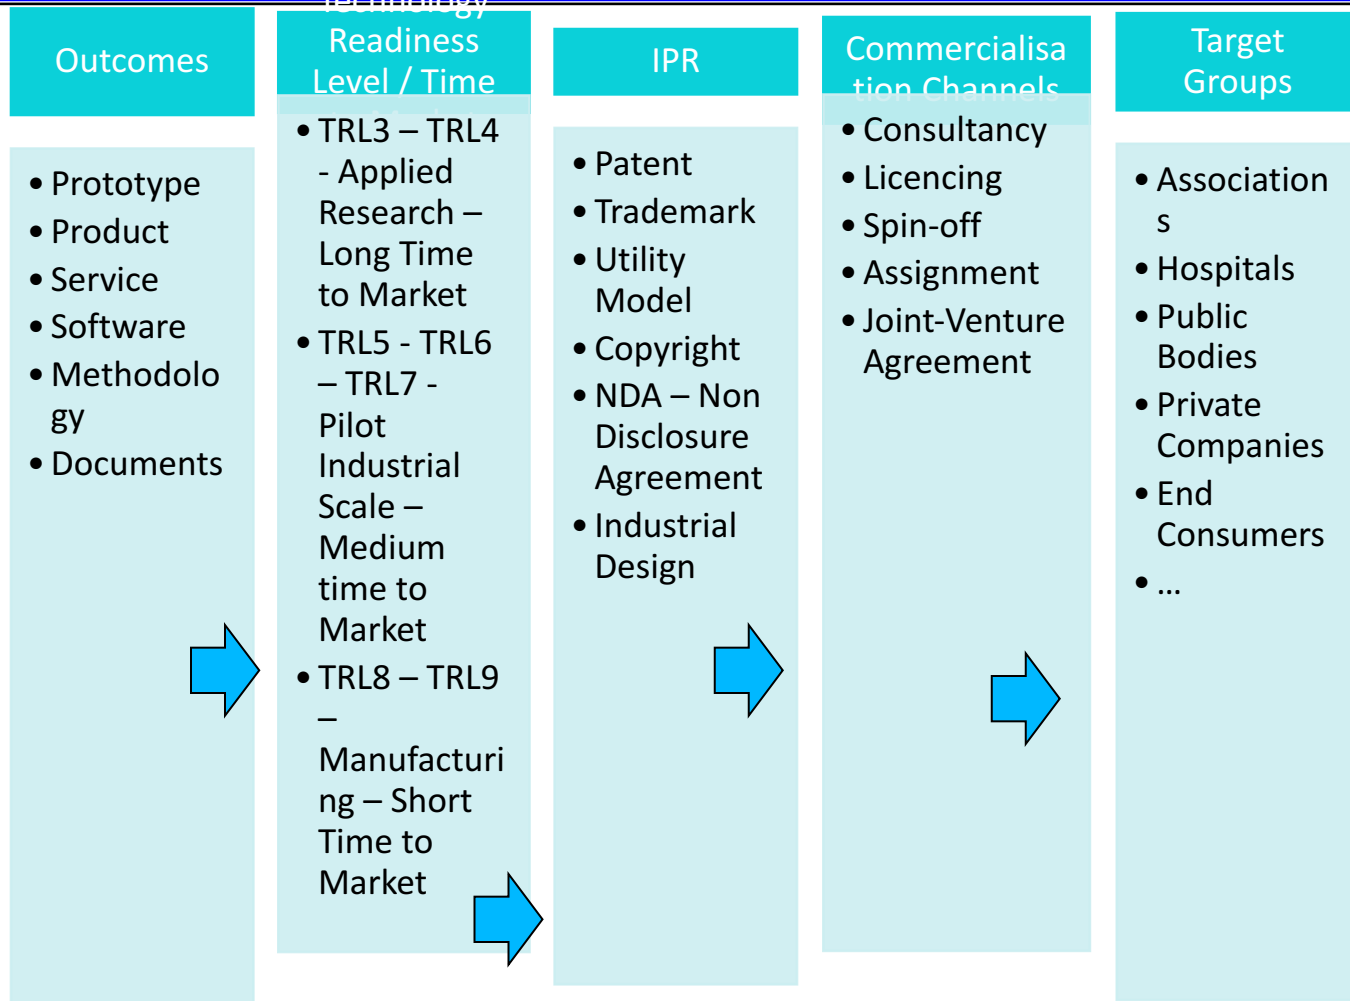 Outcomes
• Prototype
• Product
• Service
• Software
• Methodolo
gy
• Documents
Technology
Readiness
Level / Time
• TRL3 – TRL4
- Applied
Research –
Long Time
to Market
• TRL5 - TRL6
– TRL7 -
Pilot
Industrial
Scale –
Medium
time to
Market
• TRL8 – TRL9
–
Manufacturi
ng – Short
Time to
Market
IPR
• Patent
• Trademark
• Utility
Model
• Copyright
• NDA – Non
Disclosure
Agreement
• Industrial
Design
Commercialisa
tion Channels
• Consultancy
• Licencing
• Spin-off
• Assignment
• Joint-Venture
Agreement
Target
Groups
• Association
s
• Hospitals
• Public
Bodies
• Private
Companies
• End
Consumers
• ...